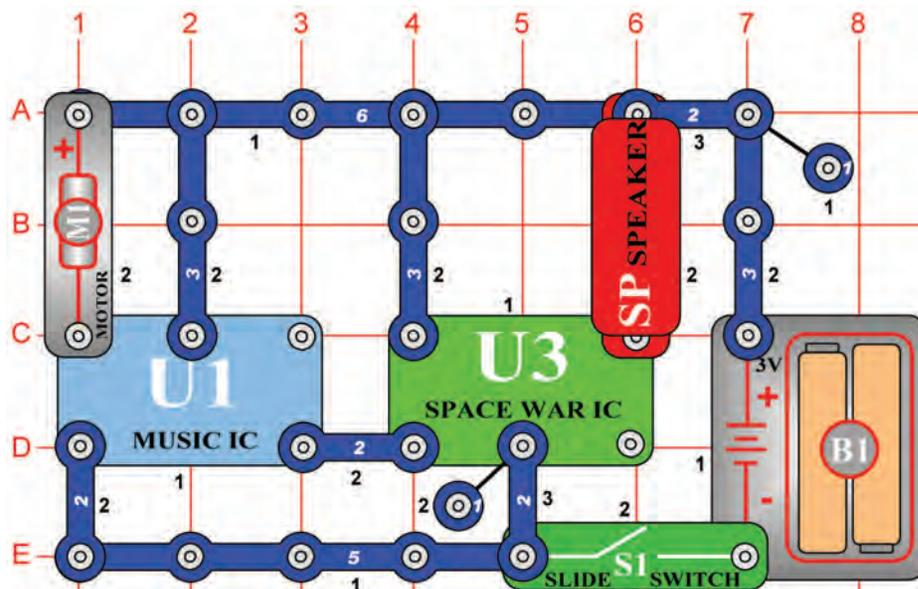 1 2 3 4 5 6 7 8
A 6 2
1 3 1
+ M1 SPEAKER 1
B
MOTOR 2 3 2 3 2 SP 2 3 2
1
C U1 U3 3V
MUSIC IC SPACE WAR IC +
D 2 B1
2 2 1 2 2 1 2 3 1 -
2
E 5 S1
1 SLIDE SWITCH